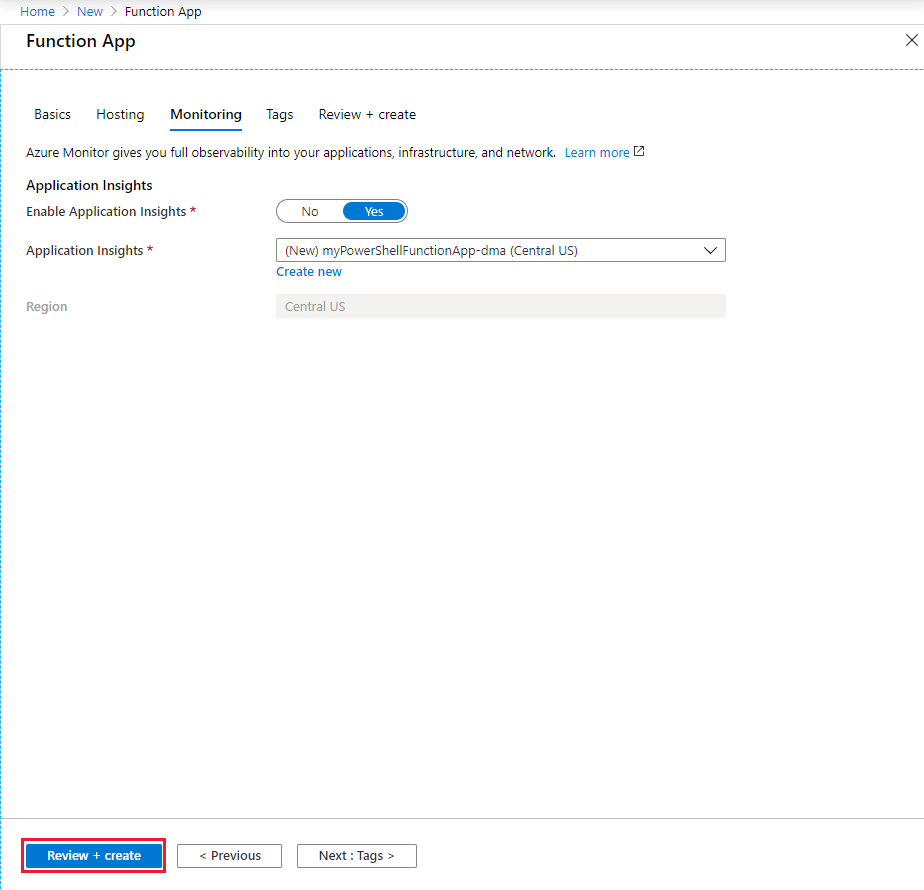 Home > New > Function App
Function App
Basics Hosting Monitoring Tags Review + create
Azure Monitor gives you full observability into your applications, infrastructure, and network. Learn more
Application Insights
Enable Application Insights * No Yes
Application Insights * (New) myPowerShellFunctionApp-dma (Central US)
Create new
Region Central US
Review + create < Previous Next : Tags >